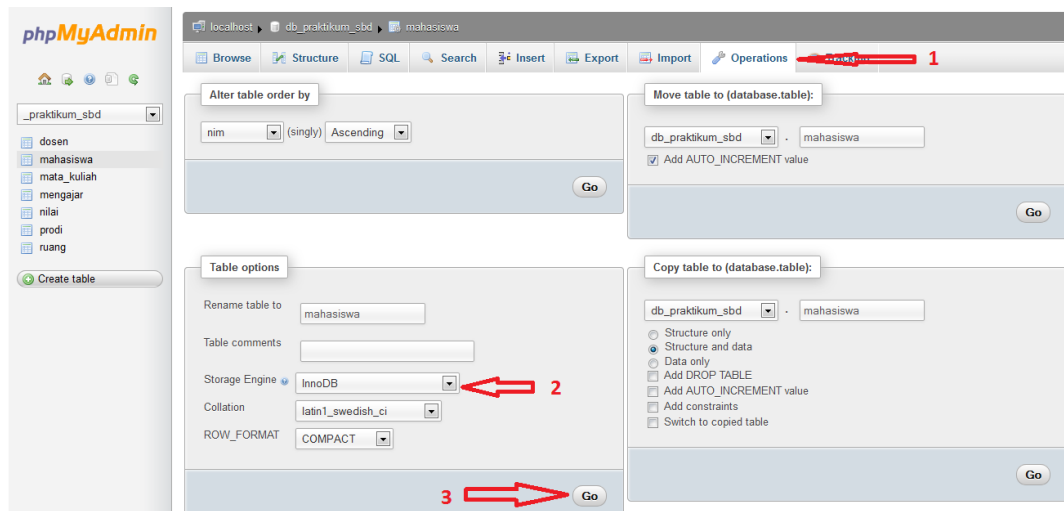 phpMyAdmin
_praktikum_sbd
dosen
mahasiswa
mata_kuliah
mengajar
nilai
prodi
ruang
Create table
localhost db_praktikum_sbd mahasiswa
Browse Structure SQL Search Insert Export Import Operations Tracking 1
Alter table order by
nim (singly) Ascending
Go
Move table to (database.table):
db_praktikum_sbd . mahasiswa
Add AUTO_INCREMENT value
Go
Table options
Rename table to mahasiswa
Table comments
Storage Engine InnoDB 2
Collation latin1_swedish_ci
ROW_FORMAT COMPACT
3 Go
Copy table to (database.table):
db_praktikum_sbd . mahasiswa
Structure only
Structure and data
Data only
Add DROP TABLE
Add AUTO_INCREMENT value
Add constraints
Switch to copied table
Go